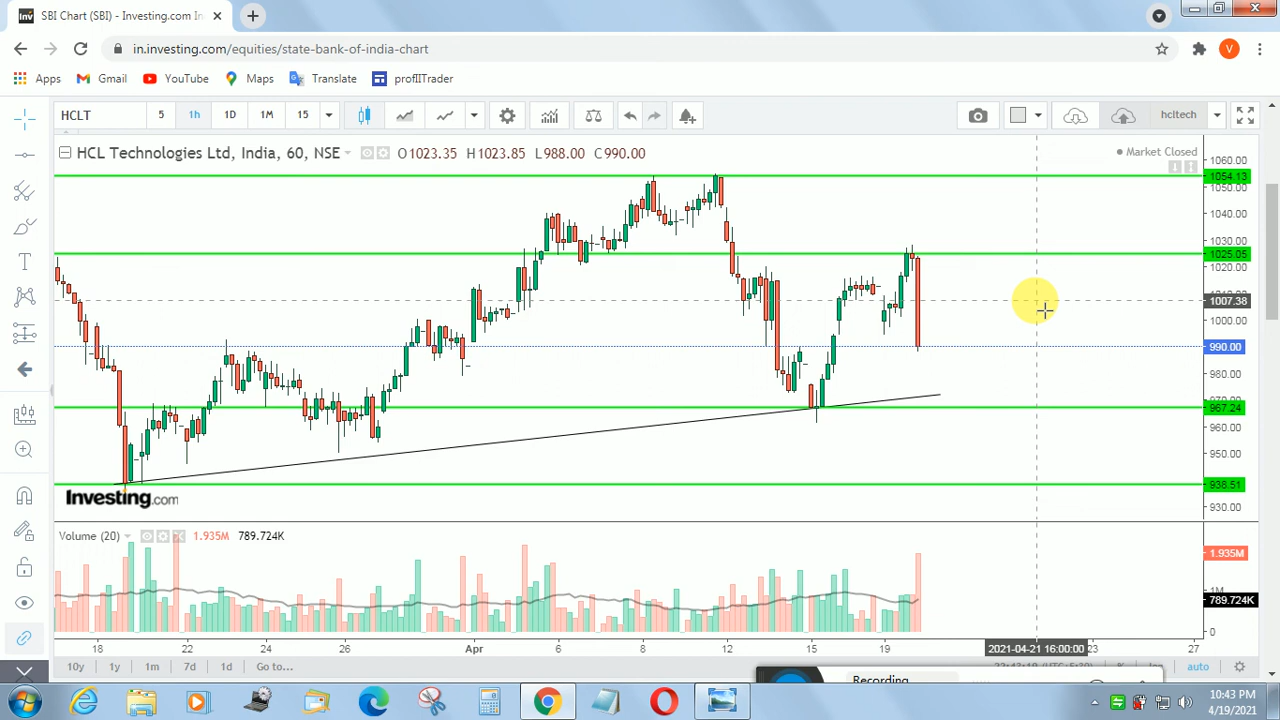 SBI Chart (SBI) - Investing.com In
in.investing.com/equities/state-bank-of-india-chart
V
Apps Gmail YouTube Maps Translate profIITrader
HCLT 5 1h 1D 1M 15 hcltech
HCL Technologies Ltd, India, 60, NSE O1023.35 H1023.85 L988.00 C990.00
Market Closed
1060.00
1054.13
1050.00
1040.00
1030.00
1025.05
1020.00
1007.38
1000.00
990.00
980.00
967.24
960.00
950.00
938.51
930.00
Investing.com
Volume (20) 1.935M 789.724K
1.935M
1M
789.724K
0
18 22 24 26 Apr 6 8 12 15 19 2021-04-21 16:00:00 23 27
10y 1y 1m 7d 1d Go to... auto
Recording
10:43 PM
4/19/2021